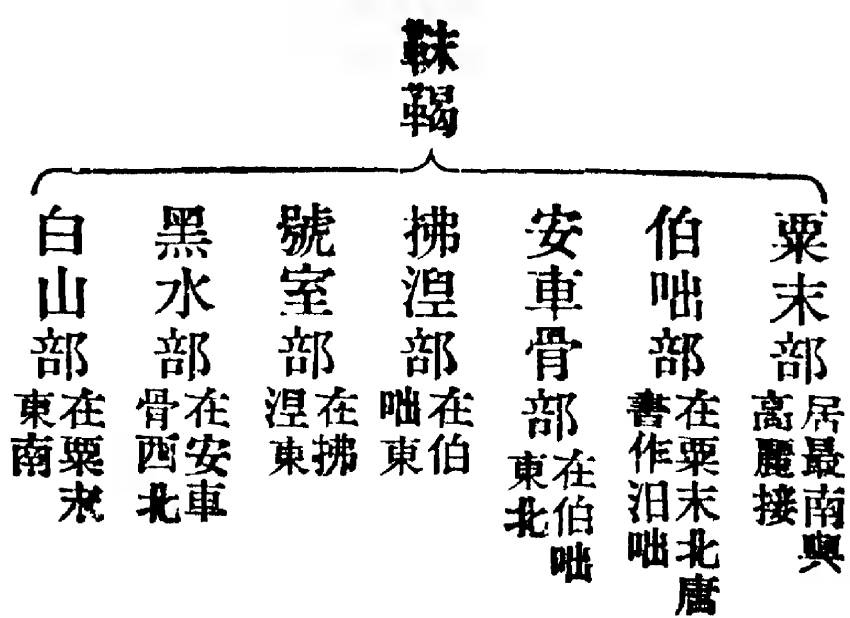 靺鞨
粟末部
居最南與
高麗接
伯咄部
在粟末北唐
書作汨咄
安車骨部
在伯咄
東北
拂湼部
在伯
咄東
號室部
在拂
湼東
黑水部
在安車
骨西北
白山部
在粟末
東南